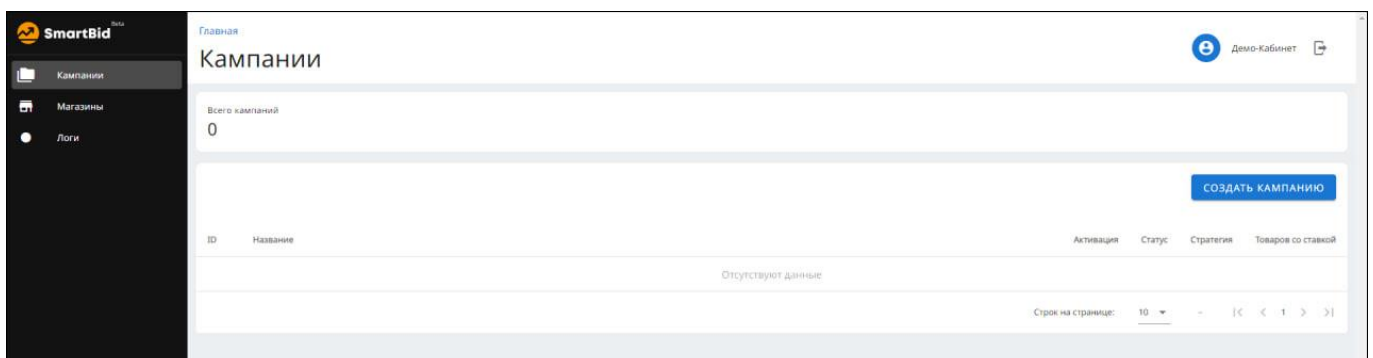 SmartBid Beta
Кампании
Магазины
Логи
Главная
Кампании
Демо-Кабинет
Всего кампаний
0
СОЗДАТЬ КАМПАНИЮ
ID Название Активация Статус Стратегия Товаров со ставкой
Отсутствуют данные
Строк на странице: 10 - |< < 1 > >|